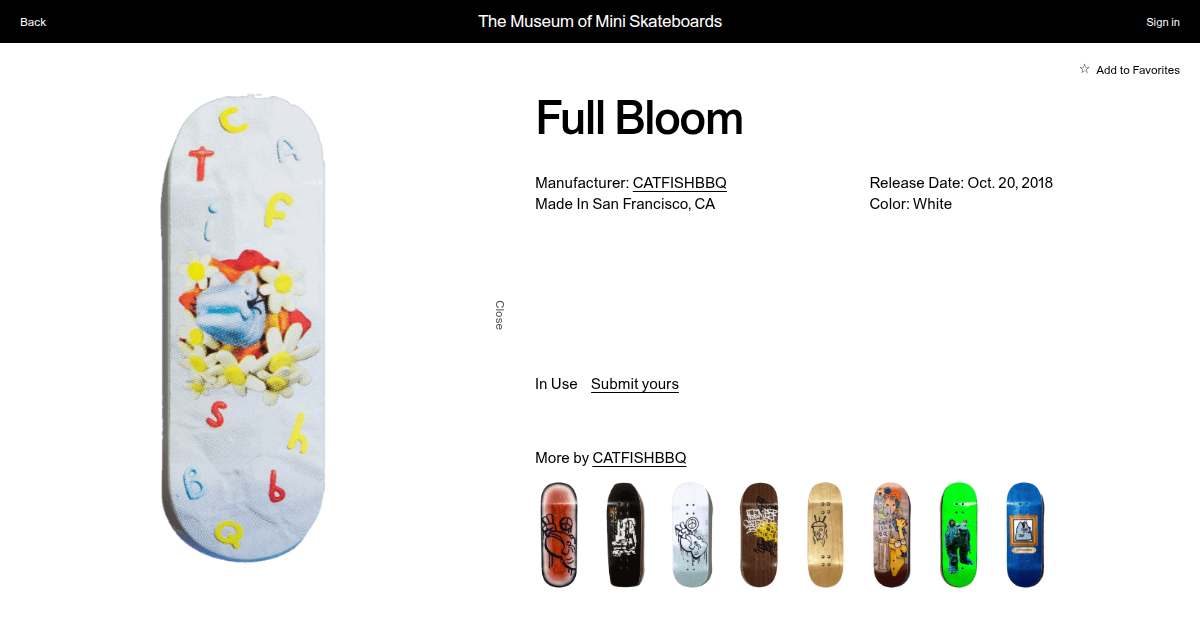 Back
The Museum of Mini Skateboards
Sign in
☆ Add to Favorites
Full Bloom
Manufacturer: CATFISHBBQ
Made In San Francisco, CA
Release Date: Oct. 20, 2018
Color: White
C
A
T
F
i
s
h
B
b
Q
Close
In Use Submit yours
More by CATFISHBBQ